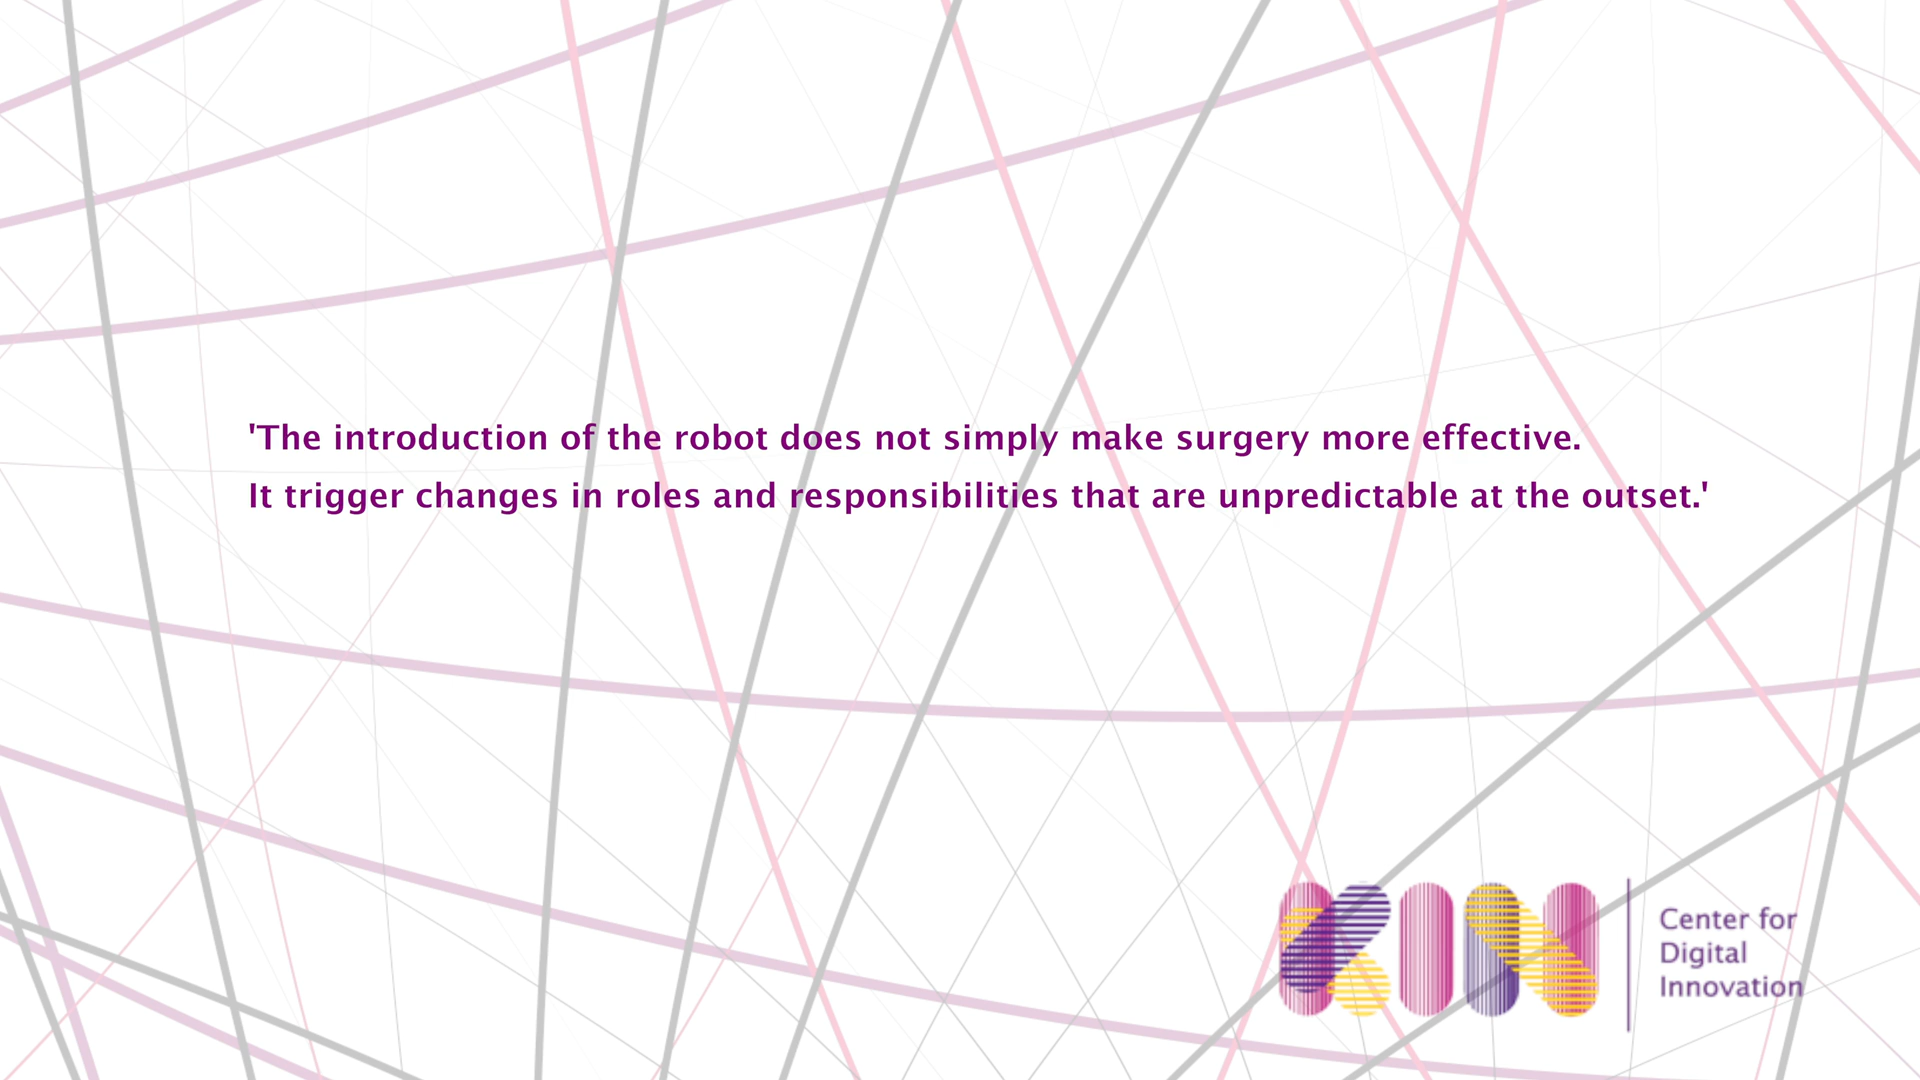 'The introduction of the robot does not simply make surgery more effective.
It trigger changes in roles and responsibilities that are unpredictable at the outset.'
KIN
Center for
Digital
Innovation